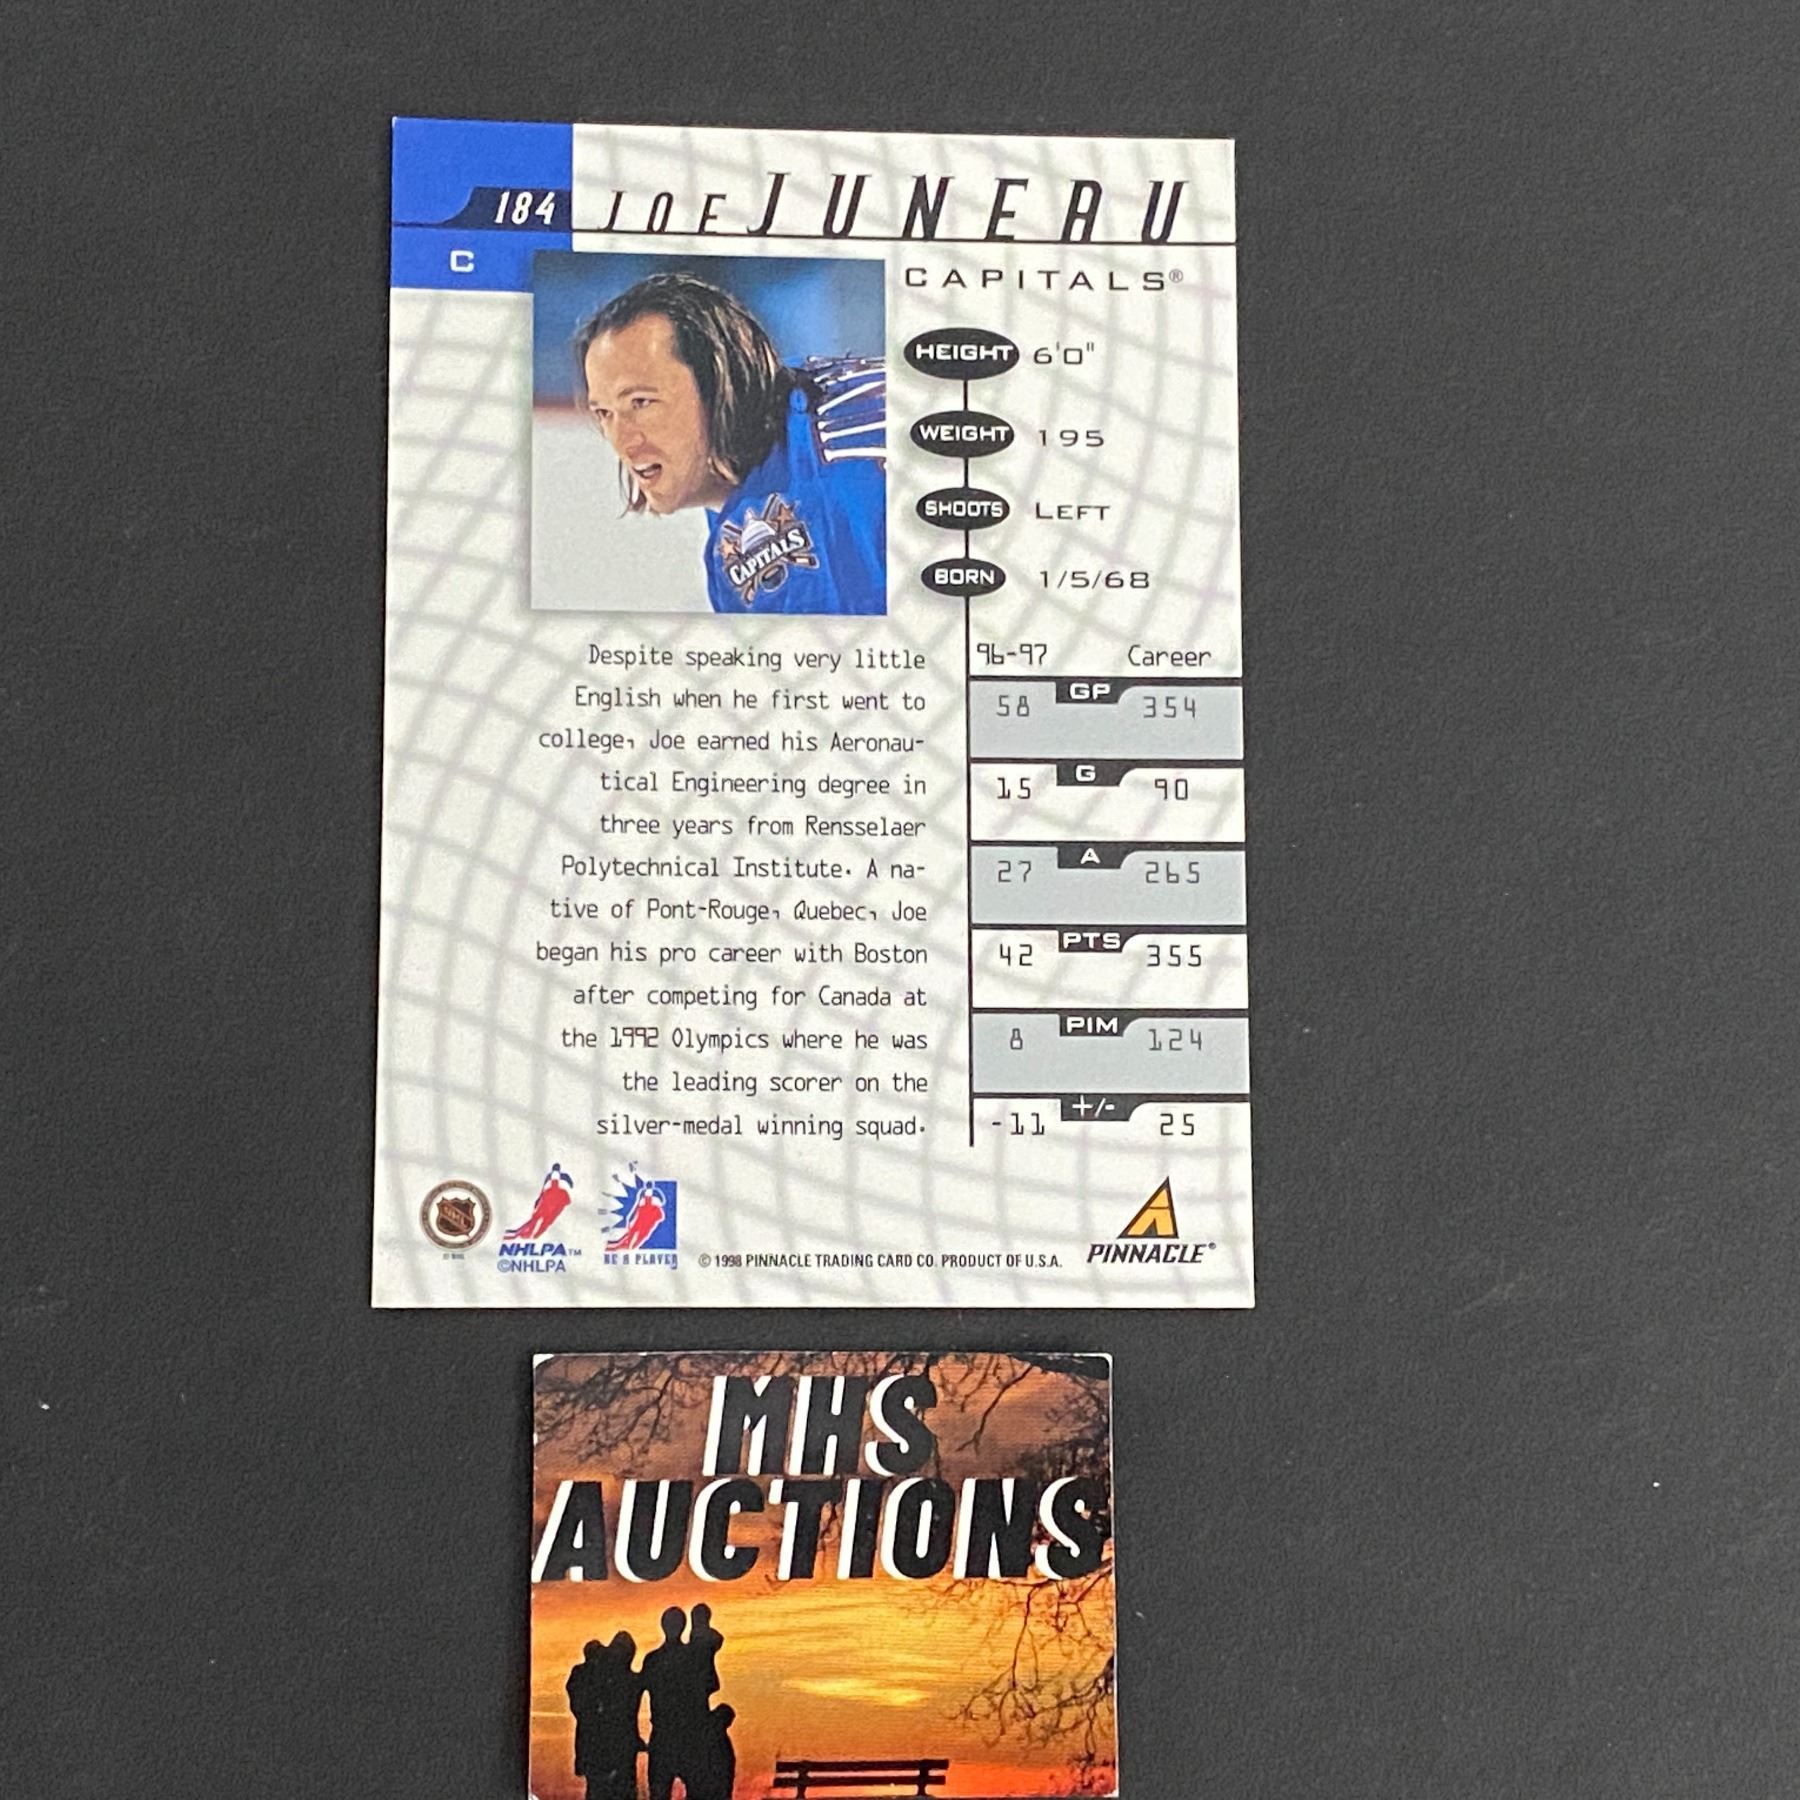 184 JOE JUNEAU
C
CAPITALS®
HEIGHT 6'0"
WEIGHT 195
SHOOTS LEFT
BORN 1/5/68
CAPITALS
Despite speaking very little
English when he first went to
college, Joe earned his Aeronau-
tical Engineering degree in
three years from Rensselaer
Polytechnical Institute. A na-
tive of Pont-Rouge, Quebec, Joe
began his pro career with Boston
after competing for Canada at
the 1992 Olympics where he was
the leading scorer on the
silver-medal winning squad.
96-97 Career
58 GP 354
15 G 90
27 A 265
42 PTS 355
8 PIM 124
-11 +/- 25
NHLPA™
©NHLPA
BE A PLAYER
© 1998 PINNACLE TRADING CARD CO. PRODUCT OF U.S.A.
PINNACLE®
MHS
AUCTIONS